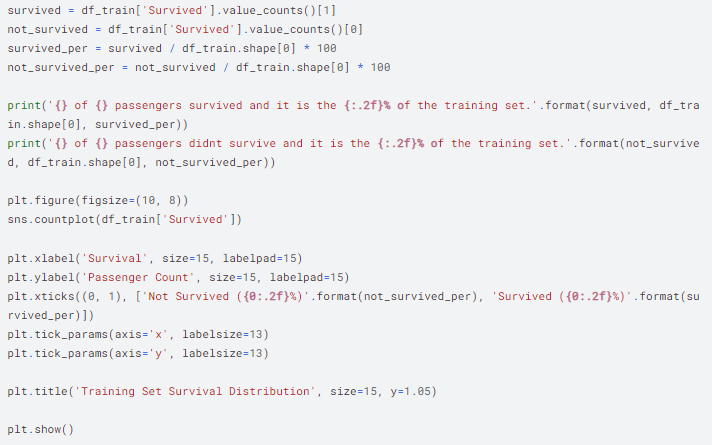 survived = df_train['Survived'].value_counts()[1]
not_survived = df_train['Survived'].value_counts()[0]
survived_per = survived / df_train.shape[0] * 100
not_survived_per = not_survived / df_train.shape[0] * 100
print('{} of {} passengers survived and it is the {:.2f}% of the training set.'.format(survived, df_tra
in.shape[0], survived_per))
print('{} of {} passengers didnt survive and it is the {:.2f}% of the training set.'.format(not_survive
d, df_train.shape[0], not_survived_per))
plt.figure(figsize=(10, 8))
sns.countplot(df_train['Survived'])
plt.xlabel('Survival', size=15, labelpad=15)
plt.ylabel('Passenger Count', size=15, labelpad=15)
plt.xticks((0, 1), ['Not Survived ({0:.2f}%)'.format(not_survived_per), 'Survived ({0:.2f}%)'.format(su
rvived_per)])
plt.tick_params(axis='x', labelsize=13)
plt.tick_params(axis='y', labelsize=13)
plt.title('Training Set Survival Distribution', size=15, y=1.05)
plt.show()